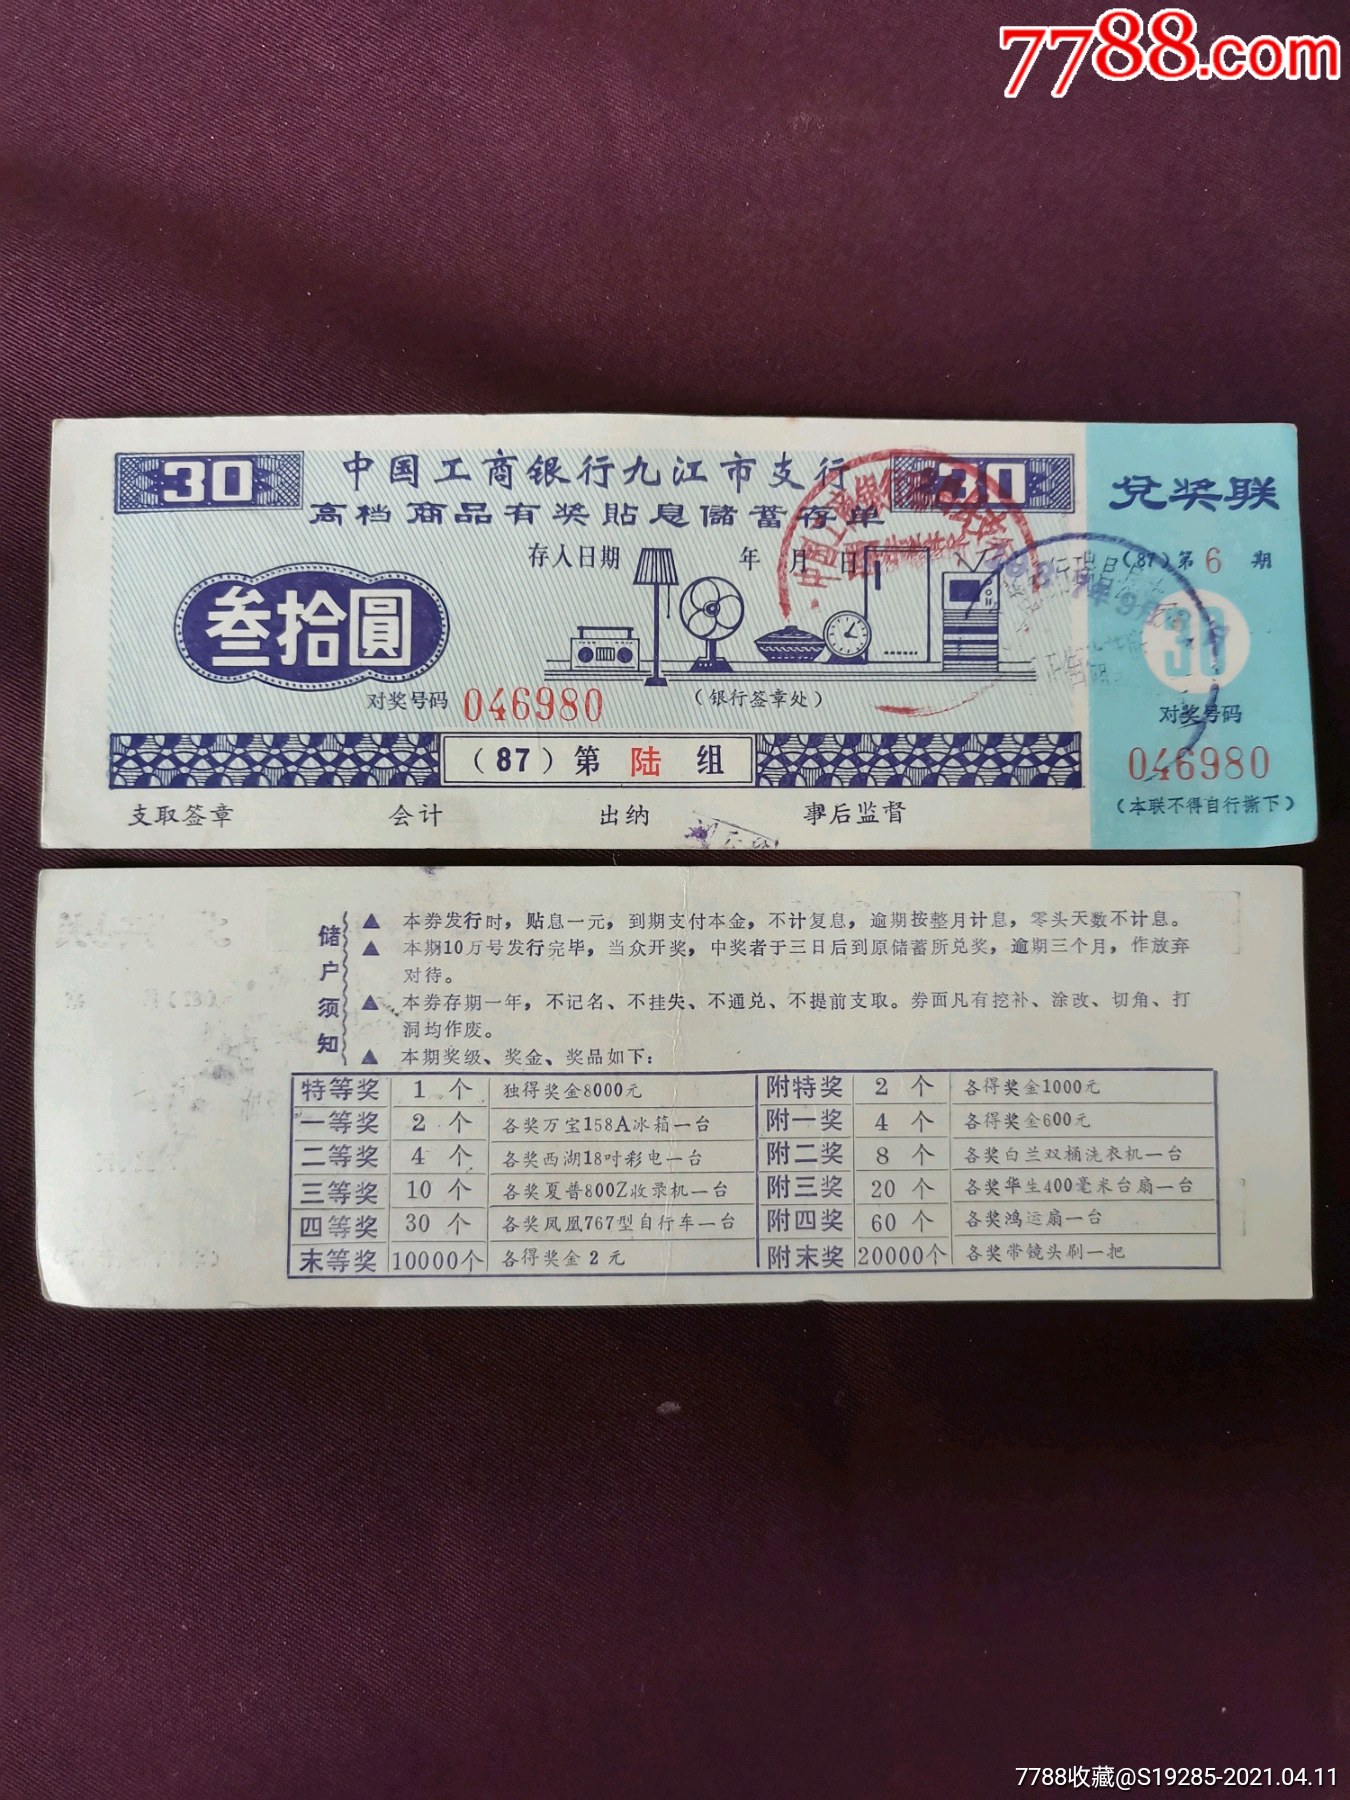 7788.com
30 中国工商银行九江市支行 30
高档商品有奖貼息儲蓄存单
存入日期 年 月 日
叁拾圓
对奖号码 046980 (银行签章处)
(87)第 陆 组
支取签章 会计 出纳 事后监督
兑奖联
(87)第 6 期
30
对奖号码
046980
(本联不得自行撕下)
储户须知
▲ 本券发行时，贴息一元，到期支付本金，不计复息，逾期按整月计息，零头天数不计息。
▲ 本期10万号发行完毕，当众开奖，中奖者于三日后到原储蓄所兑奖，逾期三个月，作放弃
对待。
▲ 本券存期一年，不记名、不挂失、不通兑、不提前支取。券面凡有挖补、涂改、切角、打
洞均作废。
▲ 本期奖级、奖金、奖品如下：
特等奖 1 个 独得奖金8000元 附特奖 2 个 各得奖金1000元
一等奖 2 个 各奖万宝158A冰箱一台 附一奖 4 个 各得奖金600元
二等奖 4 个 各奖西湖18吋彩电一台 附二奖 8 个 各奖白兰双桶洗衣机一台
三等奖 10 个 各奖夏普800Z收录机一台 附三奖 20 个 各奖华生400毫米台扇一台
四等奖 30 个 各奖凤凰767型自行车一台 附四奖 60 个 各奖鸿运扇一台
末等奖 10000个 各得奖金2元 附末奖 20000个 各奖带镜头刷一把
7788收藏@S19285-2021.04.11